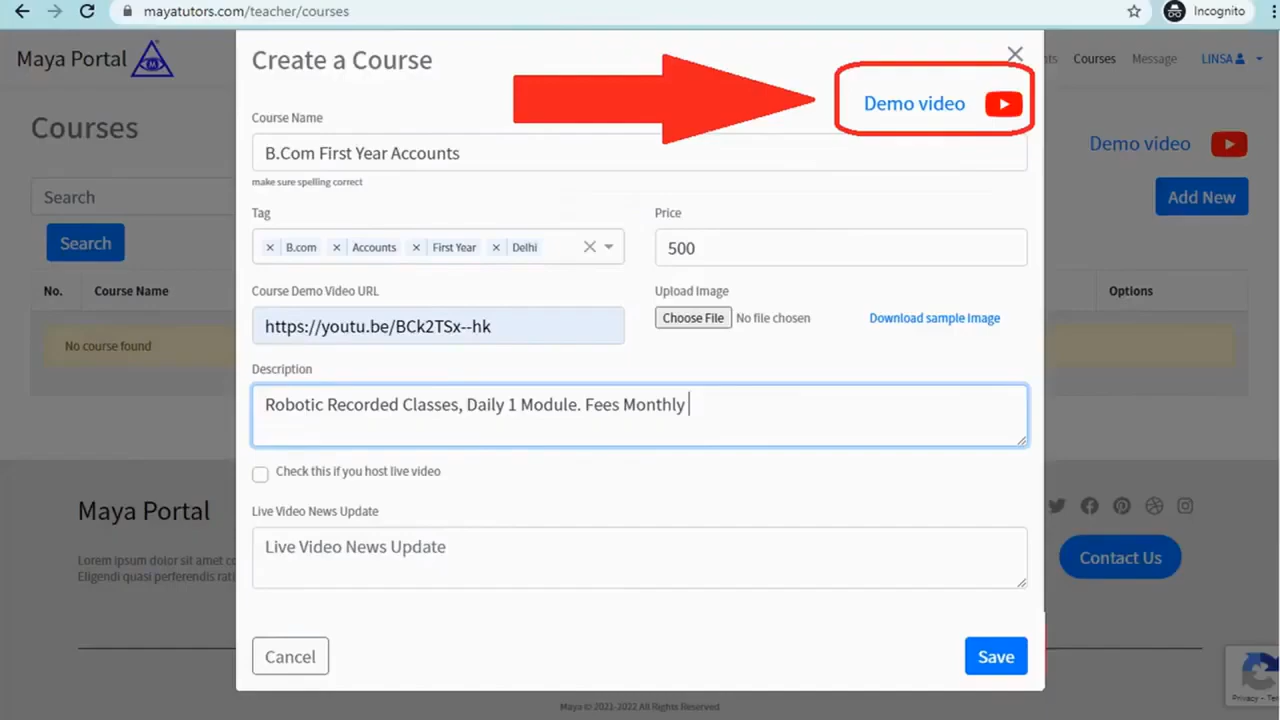 mayatutors.com/teacher/courses
Incognito
Maya Portal
Courses
Message
LINSA
Courses
Demo video
Search
Add New
Search
No.
Course Name
Options
No course found
Create a Course
Demo video
Course Name
B.Com First Year Accounts
make sure spelling correct
Tag
Price
× B.com × Accounts × First Year × Delhi
500
Course Demo Video URL
Upload Image
https://youtu.be/BCk2TSx--hk
Choose File No file chosen
Download sample Image
Description
Robotic Recorded Classes, Daily 1 Module. Fees Monthly
Check this if you host live video
Live Video News Update
Live Video News Update
Cancel
Save
Maya Portal
Lorem ipsum dolor sit amet
Eligendi quasi perferendis
Contact Us
Maya © 2021-2022 All Rights Reserved
Privacy